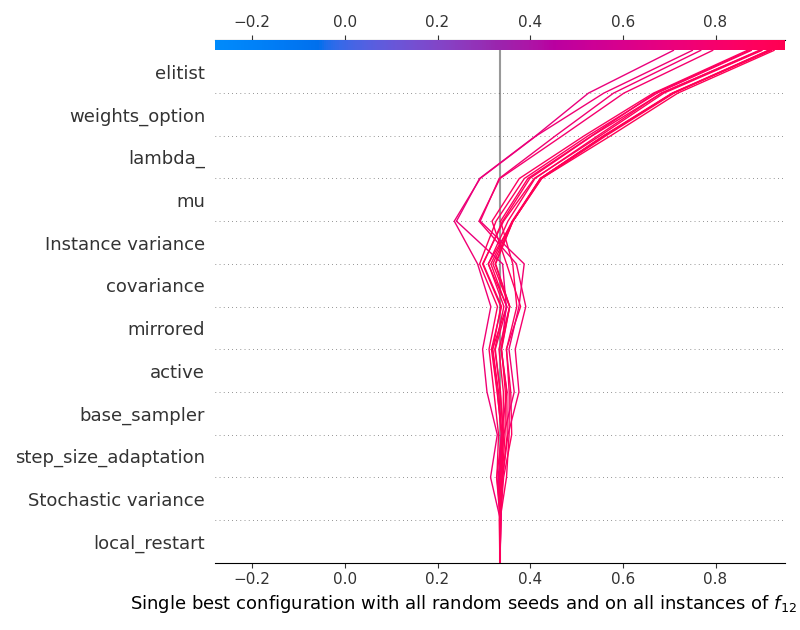 −0.2 0.0 0.2 0.4 0.6 0.8
elitist
weights_option
lambda_
mu
Instance variance
covariance
mirrored
active
base_sampler
step_size_adaptation
Stochastic variance
local_restart
−0.2 0.0 0.2 0.4 0.6 0.8
Single best configuration with all random seeds and on all instances of f12